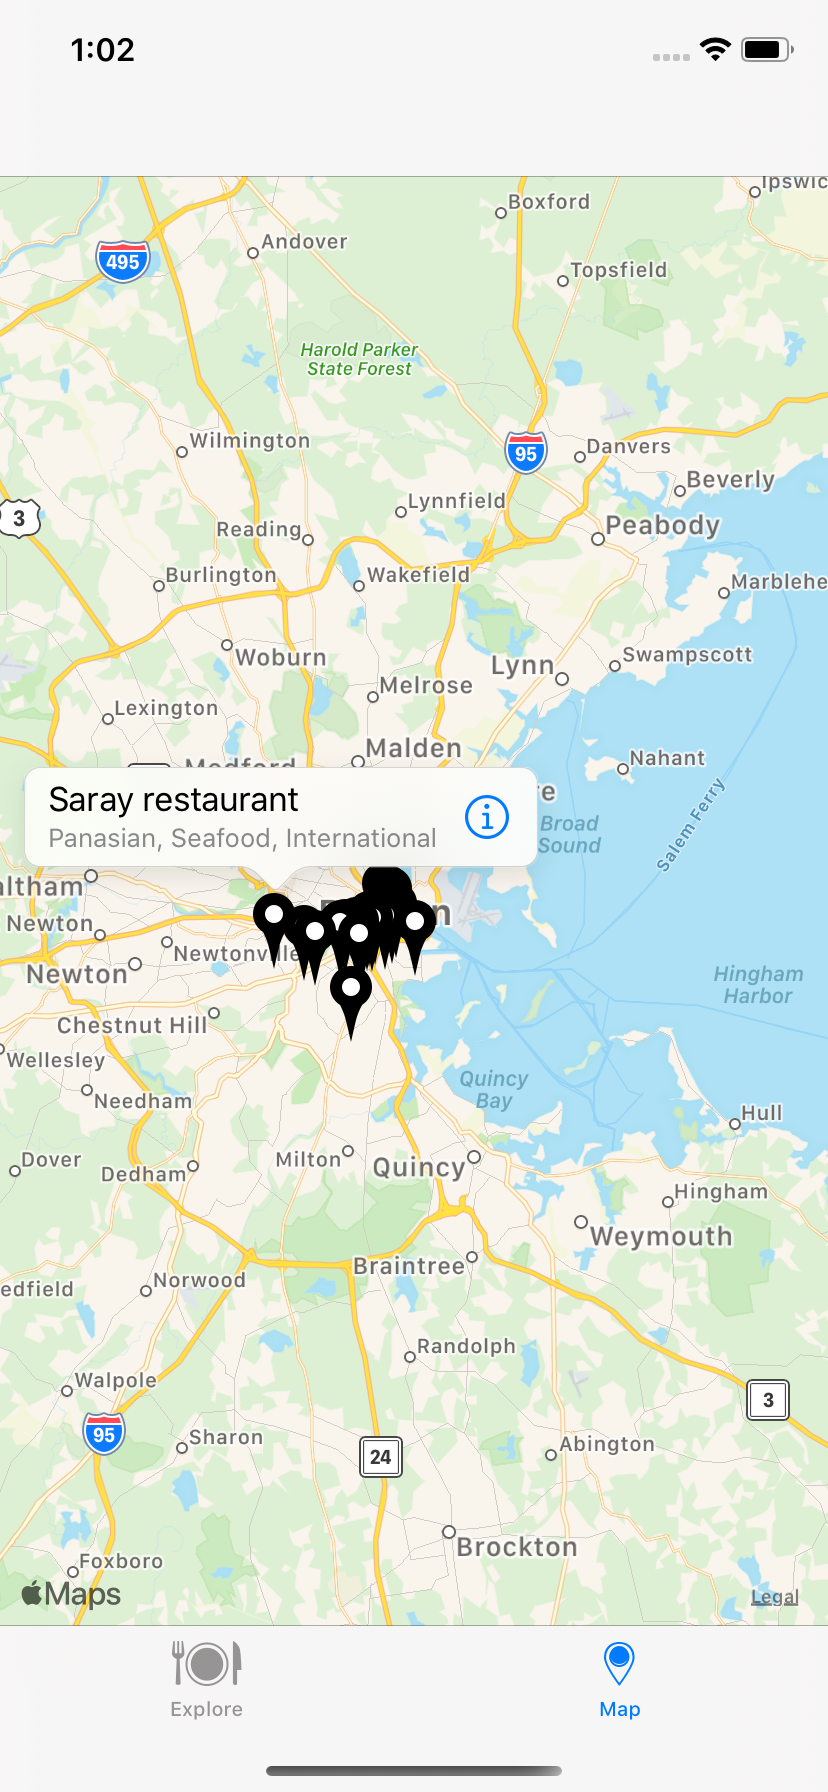 1:02
Ipswic
Boxford
Andover
495
Topsfield
Harold Parker
State Forest
Wilmington
Danvers
95
Beverly
Lynnfield
3
Peabody
Reading
Burlington
Wakefield
Marblehe
Woburn
Swampscott
Lynn
Melrose
Lexington
Malden
Nahant
Medford
Saray restaurant
Panasian, Seafood, International
re
Broad
Sound
Salem Ferry
altham
Newton
n
Newtonville
Newton
Hingham
Harbor
Chestnut Hill
Wellesley
Quincy
Bay
Needham
Hull
Dover
Milton
Quincy
Dedham
Hingham
Weymouth
Braintree
Norwood
edfield
Randolph
Walpole
3
95
Sharon
Abington
24
Brockton
Foxboro
Maps
Legal
Explore
Map